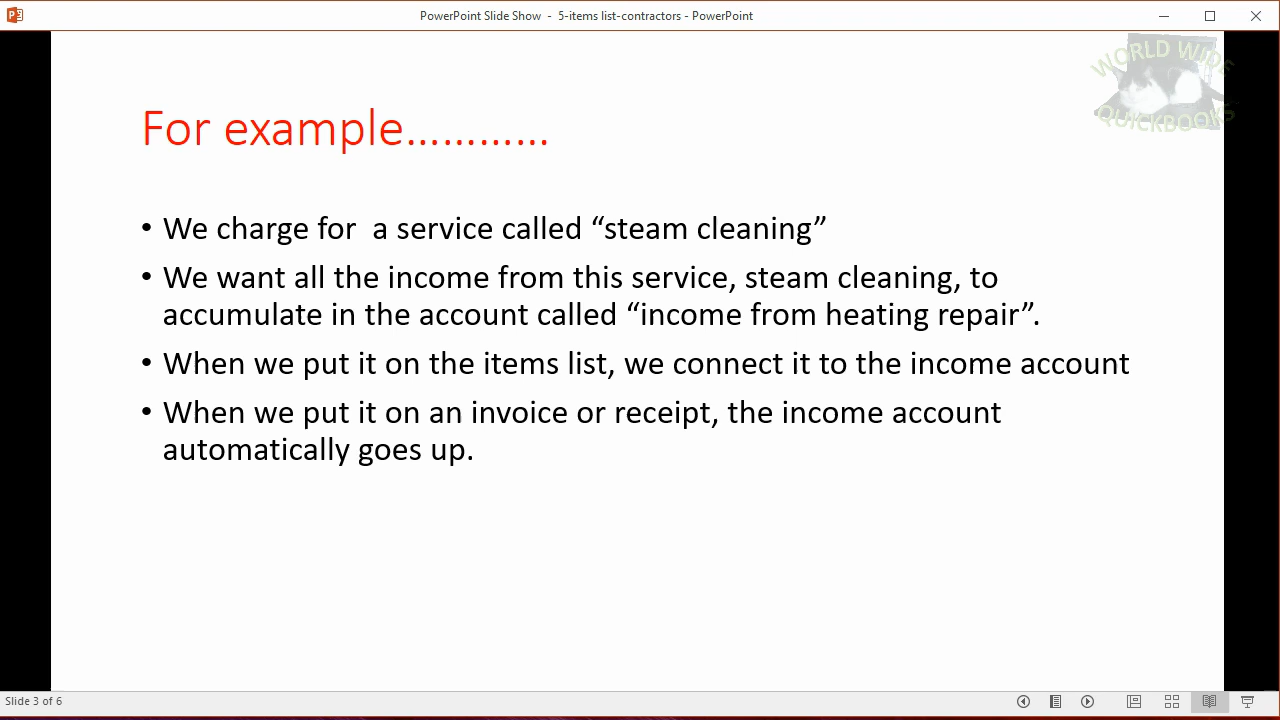 PowerPoint Slide Show - 5-items list-contractors - PowerPoint
WORLD WIDE
QUICKBOOKS
For example............
• We charge for  a service called “steam cleaning”
• We want all the income from this service, steam cleaning, to
accumulate in the account called “income from heating repair”.
• When we put it on the items list, we connect it to the income account
• When we put it on an invoice or receipt, the income account
automatically goes up.
Slide 3 of 6